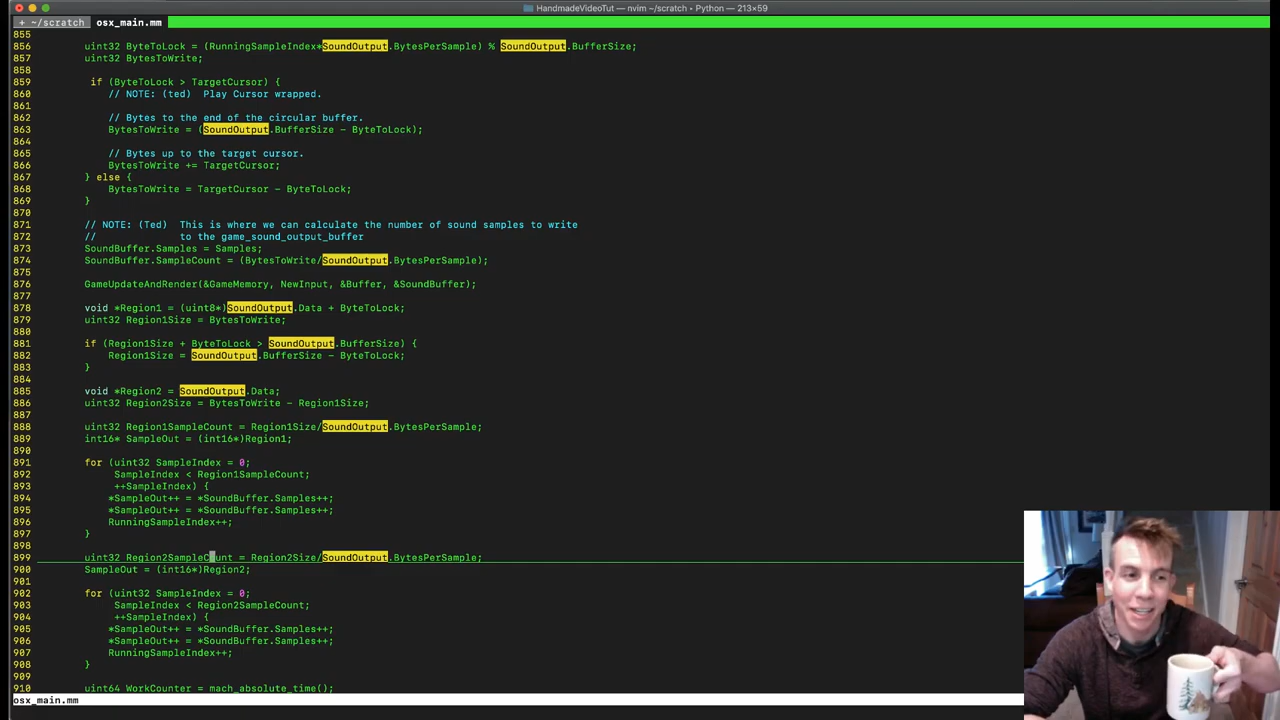 HandmadeVideoTut — nvim ~/scratch • Python — 213×59
+ ~/scratch osx_main.mm
855
856 uint32 ByteToLock = (RunningSampleIndex*SoundOutput.BytesPerSample) % SoundOutput.BufferSize;
857 uint32 BytesToWrite;
858
859 if (ByteToLock > TargetCursor) {
860 // NOTE: (ted) Play Cursor wrapped.
861
862 // Bytes to the end of the circular buffer.
863 BytesToWrite = (SoundOutput.BufferSize - ByteToLock);
864
865 // Bytes up to the target cursor.
866 BytesToWrite += TargetCursor;
867 } else {
868 BytesToWrite = TargetCursor - ByteToLock;
869 }
870
871 // NOTE: (Ted) This is where we can calculate the number of sound samples to write
872 // to the game_sound_output_buffer
873 SoundBuffer.Samples = Samples;
874 SoundBuffer.SampleCount = (BytesToWrite/SoundOutput.BytesPerSample);
875
876 GameUpdateAndRender(&GameMemory, NewInput, &Buffer, &SoundBuffer);
877
878 void *Region1 = (uint8*)SoundOutput.Data + ByteToLock;
879 uint32 Region1Size = BytesToWrite;
880
881 if (Region1Size + ByteToLock > SoundOutput.BufferSize) {
882 Region1Size = SoundOutput.BufferSize - ByteToLock;
883 }
884
885 void *Region2 = SoundOutput.Data;
886 uint32 Region2Size = BytesToWrite - Region1Size;
887
888 uint32 Region1SampleCount = Region1Size/SoundOutput.BytesPerSample;
889 int16* SampleOut = (int16*)Region1;
890
891 for (uint32 SampleIndex = 0;
892 SampleIndex < Region1SampleCount;
893 ++SampleIndex) {
894 *SampleOut++ = *SoundBuffer.Samples++;
895 *SampleOut++ = *SoundBuffer.Samples++;
896 RunningSampleIndex++;
897 }
898
899 uint32 Region2SampleCount = Region2Size/SoundOutput.BytesPerSample;
900 SampleOut = (int16*)Region2;
901
902 for (uint32 SampleIndex = 0;
903 SampleIndex < Region2SampleCount;
904 ++SampleIndex) {
905 *SampleOut++ = *SoundBuffer.Samples++;
906 *SampleOut++ = *SoundBuffer.Samples++;
907 RunningSampleIndex++;
908 }
909
910 uint64 WorkCounter = mach_absolute_time();
osx_main.mm